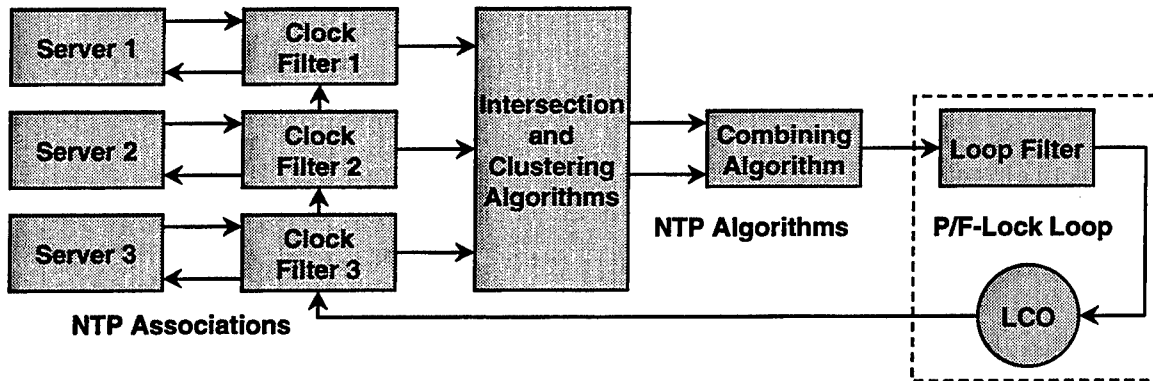 Server 1
Clock
Filter 1
Server 2
Clock
Filter 2
Server 3
Clock
Filter 3
NTP Associations
Intersection
and
Clustering
Algorithms
Combining
Algorithm
NTP Algorithms
Loop Filter
P/F-Lock Loop
LCO